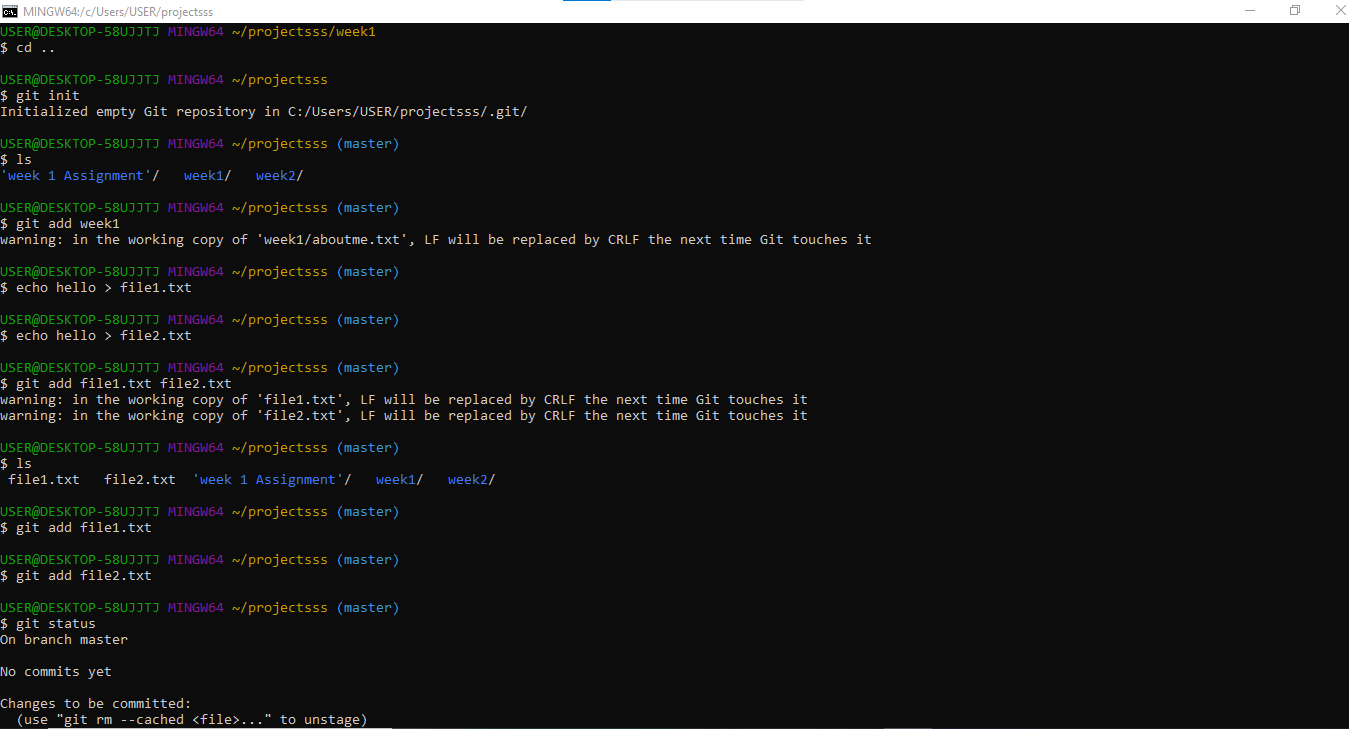 MINGW64:/c/Users/USER/projectsss
USER@DESKTOP-58UJJTJ MINGW64 ~/projectsss/week1
$ cd ..
USER@DESKTOP-58UJJTJ MINGW64 ~/projectsss
$ git init
Initialized empty Git repository in C:/Users/USER/projectsss/.git/
USER@DESKTOP-58UJJTJ MINGW64 ~/projectsss (master)
$ ls
'week 1 Assignment'/   week1/   week2/
USER@DESKTOP-58UJJTJ MINGW64 ~/projectsss (master)
$ git add week1
warning: in the working copy of 'week1/aboutme.txt', LF will be replaced by CRLF the next time Git touches it
USER@DESKTOP-58UJJTJ MINGW64 ~/projectsss (master)
$ echo hello > file1.txt
USER@DESKTOP-58UJJTJ MINGW64 ~/projectsss (master)
$ echo hello > file2.txt
USER@DESKTOP-58UJJTJ MINGW64 ~/projectsss (master)
$ git add file1.txt file2.txt
warning: in the working copy of 'file1.txt', LF will be replaced by CRLF the next time Git touches it
warning: in the working copy of 'file2.txt', LF will be replaced by CRLF the next time Git touches it
USER@DESKTOP-58UJJTJ MINGW64 ~/projectsss (master)
$ ls
 file1.txt   file2.txt  'week 1 Assignment'/   week1/   week2/
USER@DESKTOP-58UJJTJ MINGW64 ~/projectsss (master)
$ git add file1.txt
USER@DESKTOP-58UJJTJ MINGW64 ~/projectsss (master)
$ git add file2.txt
USER@DESKTOP-58UJJTJ MINGW64 ~/projectsss (master)
$ git status
On branch master
No commits yet
Changes to be committed:
  (use "git rm --cached <file>..." to unstage)